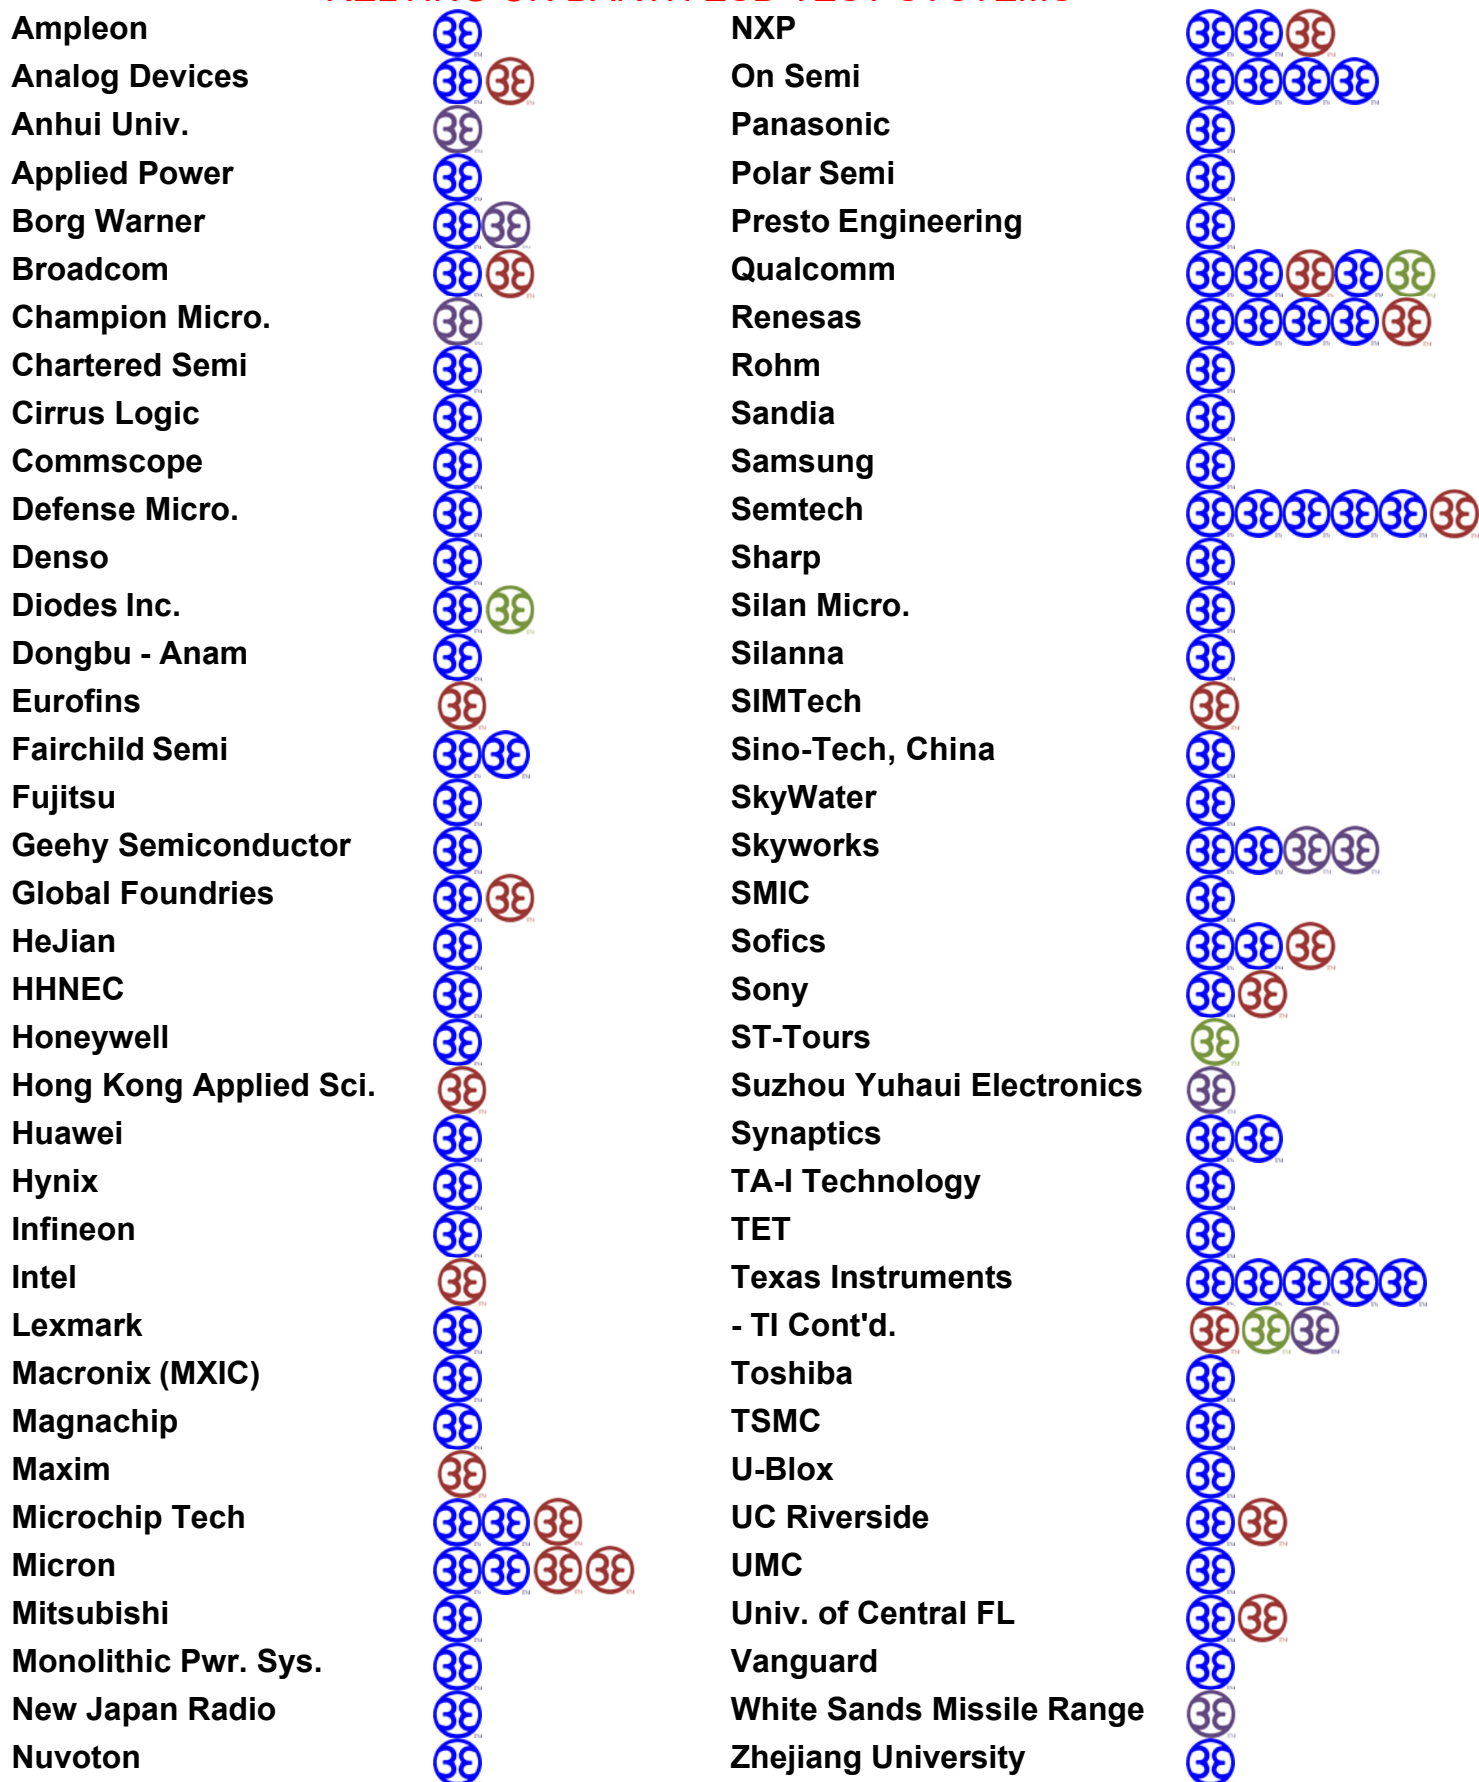 Ampleon
Analog Devices
Anhui Univ.
Applied Power
Borg Warner
Broadcom
Champion Micro.
Chartered Semi
Cirrus Logic
Commscope
Defense Micro.
Denso
Diodes Inc.
Dongbu - Anam
Eurofins
Fairchild Semi
Fujitsu
Geehy Semiconductor
Global Foundries
HeJian
HHNEC
Honeywell
Hong Kong Applied Sci.
Huawei
Hynix
Infineon
Intel
Lexmark
Macronix (MXIC)
Magnachip
Maxim
Microchip Tech
Micron
Mitsubishi
Monolithic Pwr. Sys.
New Japan Radio
Nuvoton
NXP
On Semi
Panasonic
Polar Semi
Presto Engineering
Qualcomm
Renesas
Rohm
Sandia
Samsung
Semtech
Sharp
Silan Micro.
Silanna
SIMTech
Sino-Tech, China
SkyWater
Skyworks
SMIC
Sofics
Sony
ST-Tours
Suzhou Yuhaui Electronics
Synaptics
TA-I Technology
TET
Texas Instruments
- TI Cont'd.
Toshiba
TSMC
U-Blox
UC Riverside
UMC
Univ. of Central FL
Vanguard
White Sands Missile Range
Zhejiang University